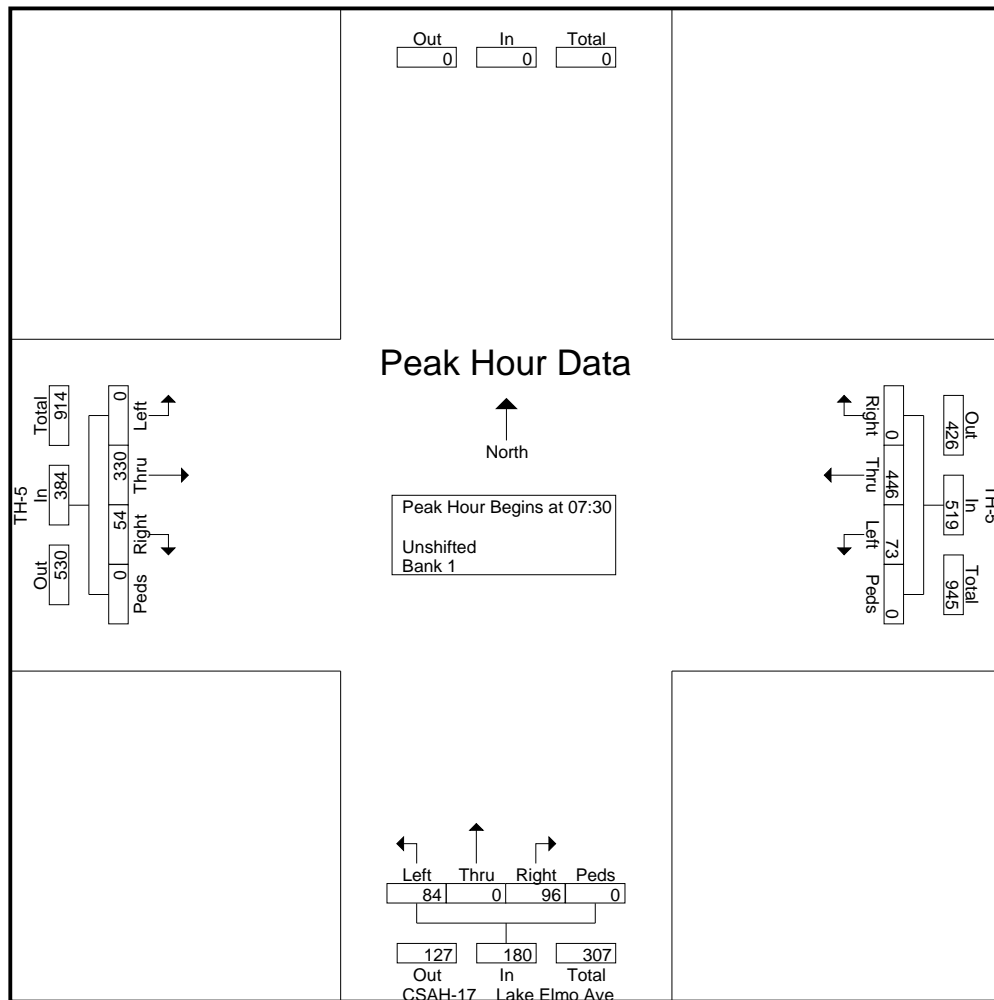 Out In Total
0 0 0
Peak Hour Data
North
Peak Hour Begins at 07:30
Unshifted
Bank 1
TH-5
Total In Out
914 384 530
0 330 54 0
Left Thru Right Peds
Right Thru Left Peds
0 446 73 0
Out In Total
426 519 945
TH-5
Left Thru Right Peds
84 0 96 0
127 180 307
Out In Total
CSAH-17 Lake Elmo Ave